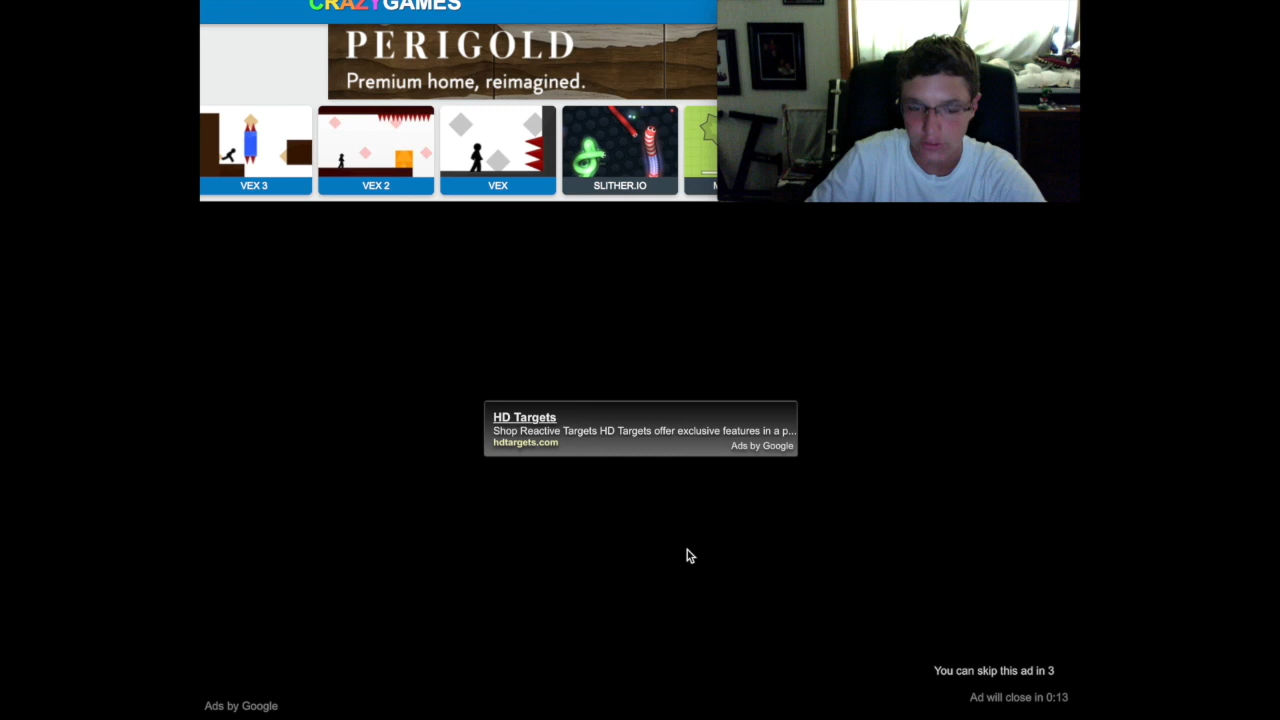 CRAZYGAMES
PERIGOLD
Premium home, reimagined.
VEX 3
VEX 2
VEX
SLITHER.IO
HD Targets
Shop Reactive Targets HD Targets offer exclusive features in a p...
hdtargets.com
Ads by Google
You can skip this ad in 3
Ad will close in 0:13
Ads by Google